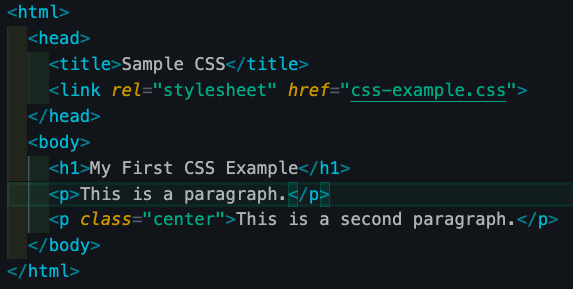 <html>
<head>
<title>Sample CSS</title>
<link rel="stylesheet" href="css-example.css">
</head>
<body>
<h1>My First CSS Example</h1>
<p>This is a paragraph.</p>
<p class="center">This is a second paragraph.</p>
</body>
</html>